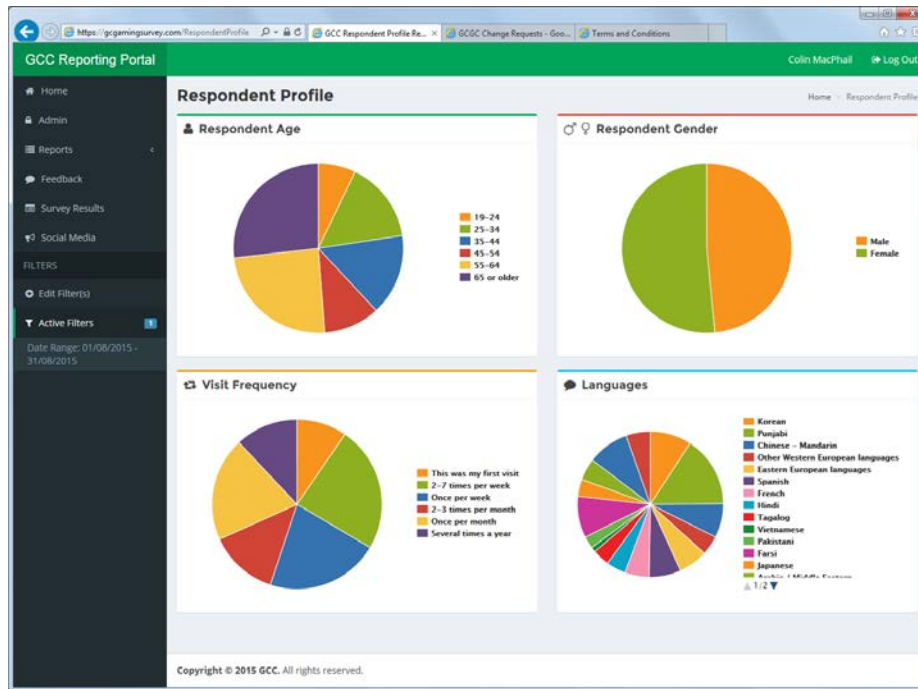 https://gcgamingsurvey.com/RespondentProfile
GCC Respondent Profile Re...
GCGC Change Requests - Goo...
Terms and Conditions
GCC Reporting Portal
Colin MacPhail
Log Out
Home
Admin
Reports
Feedback
Survey Results
Social Media
FILTERS
Edit Filter(s)
Active Filters 1
Date Range: 01/08/2015 -
31/08/2015
Respondent Profile
Home
Respondent Profile
Respondent Age
19-24
25-34
35-44
45-54
55-64
65 or older
Respondent Gender
Male
Female
Visit Frequency
This was my first visit
2-7 times per week
Once per week
2-3 times per month
Once per month
Several times a year
Languages
Korean
Punjabi
Chinese - Mandarin
Other Western European languages
Eastern European languages
Spanish
French
Hindi
Tagalog
Vietnamese
Pakistani
Farsi
Japanese
Arabic / Middle Eastern
1/2
Copyright © 2015 GCC. All rights reserved.